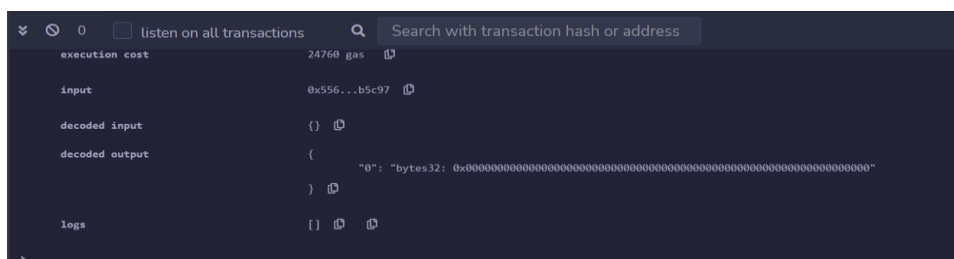 0 listen on all transactions Search with transaction hash or address
execution cost 24760 gas
input 0x556...b5c97
decoded input {}
decoded output {
"0": "bytes32: 0x0000000000000000000000000000000000000000000000000000000000000000"
}
logs []